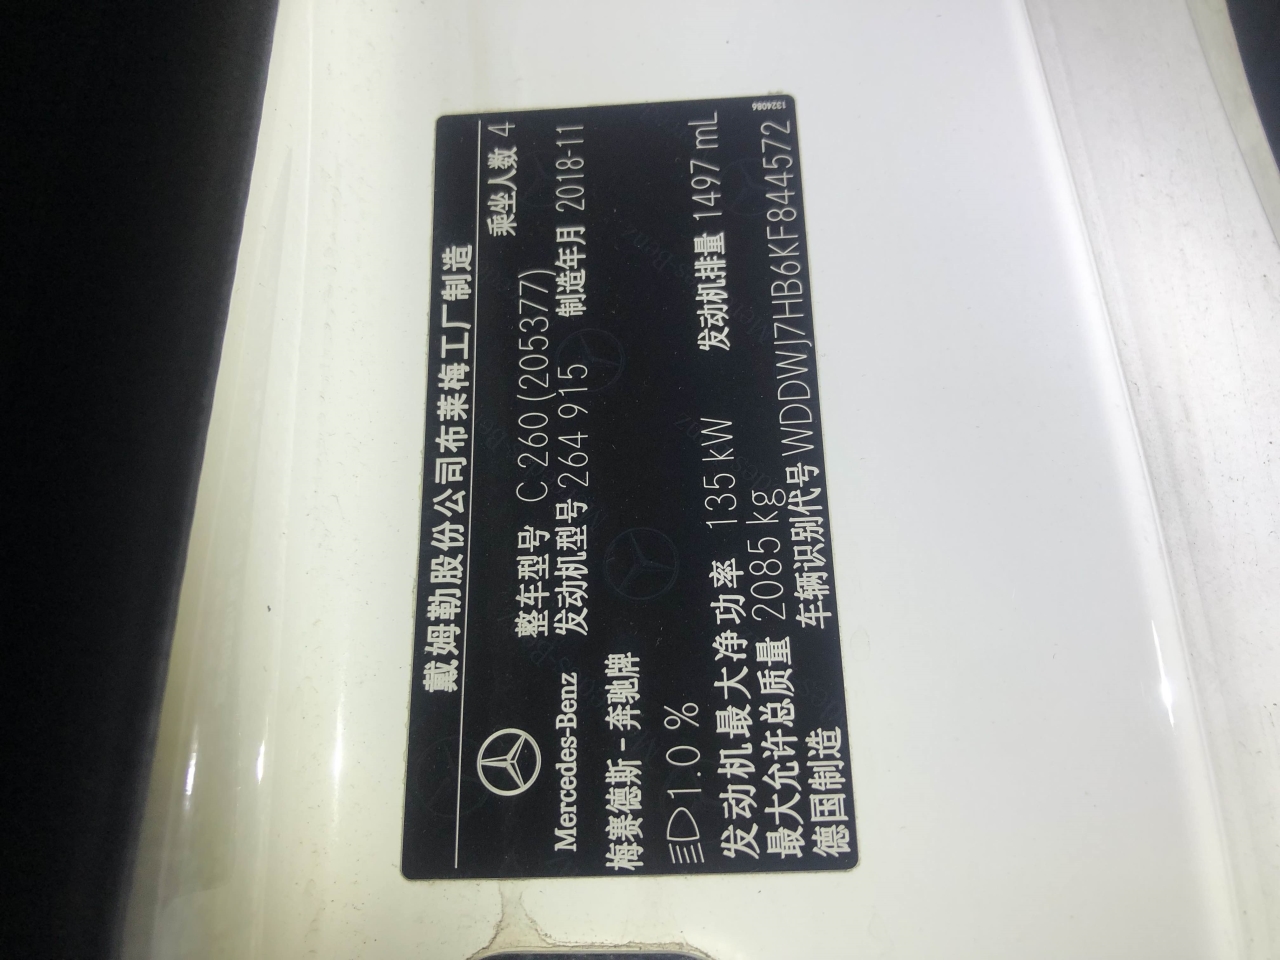 1324086
戴姆勒股份公司布莱梅工厂制造
乘坐人数 4
整车型号 C 260 (205377)
Mercedes-Benz 发动机型号 264 915 制造年月 2018-11
梅赛德斯-奔驰牌
1.0 %
发动机最大净功率 135 kW 发动机排量 1497 mL
最大允许总质量 2085 kg
德国制造 车辆识别代号 WDDWJ7HB6KF844572